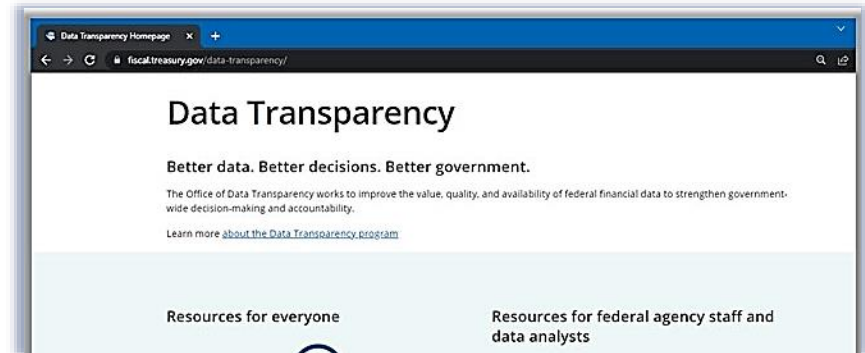 Data Transparency Homepage
fiscal.treasury.gov/data-transparency/
Data Transparency
Better data. Better decisions. Better government.
The Office of Data Transparency works to improve the value, quality, and availability of federal financial data to strengthen government-
wide decision-making and accountability.
Learn more about the Data Transparency program
Resources for everyone
Resources for federal agency staff and
data analysts